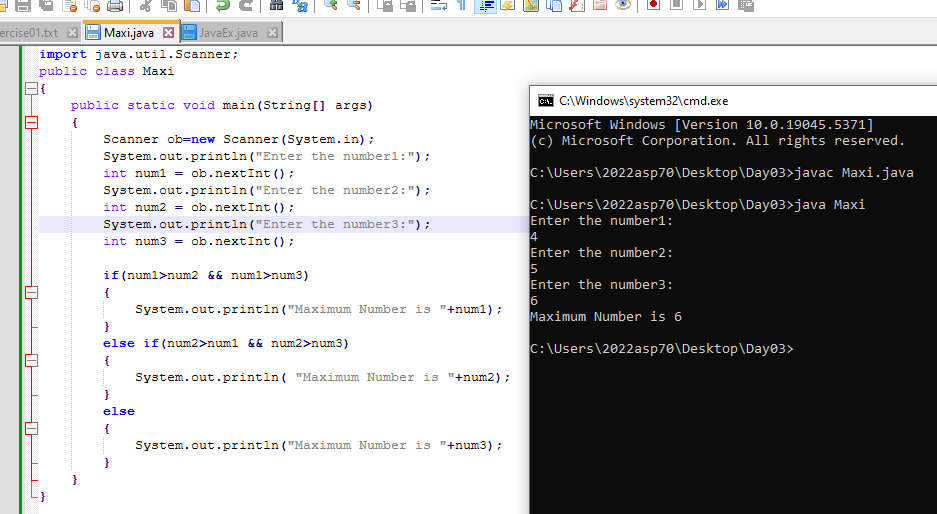 ercise01.txt Maxi.java JavaEx.java
import java.util.Scanner;
public class Maxi
{
public static void main(String[] args)
{
Scanner ob=new Scanner(System.in);
System.out.println("Enter the number1:");
int num1 = ob.nextInt();
System.out.println("Enter the number2:");
int num2 = ob.nextInt();
System.out.println("Enter the number3:");
int num3 = ob.nextInt();
if(num1>num2 && num1>num3)
{
System.out.println("Maximum Number is "+num1);
}
else if(num2>num1 && num2>num3)
{
System.out.println( "Maximum Number is "+num2);
}
else
{
System.out.println("Maximum Number is "+num3);
}
}
}
C:\Windows\system32\cmd.exe
Microsoft Windows [Version 10.0.19045.5371]
(c) Microsoft Corporation. All rights reserved.
C:\Users\2022asp70\Desktop\Day03>javac Maxi.java
C:\Users\2022asp70\Desktop\Day03>java Maxi
Enter the number1:
4
Enter the number2:
5
Enter the number3:
6
Maximum Number is 6
C:\Users\2022asp70\Desktop\Day03>